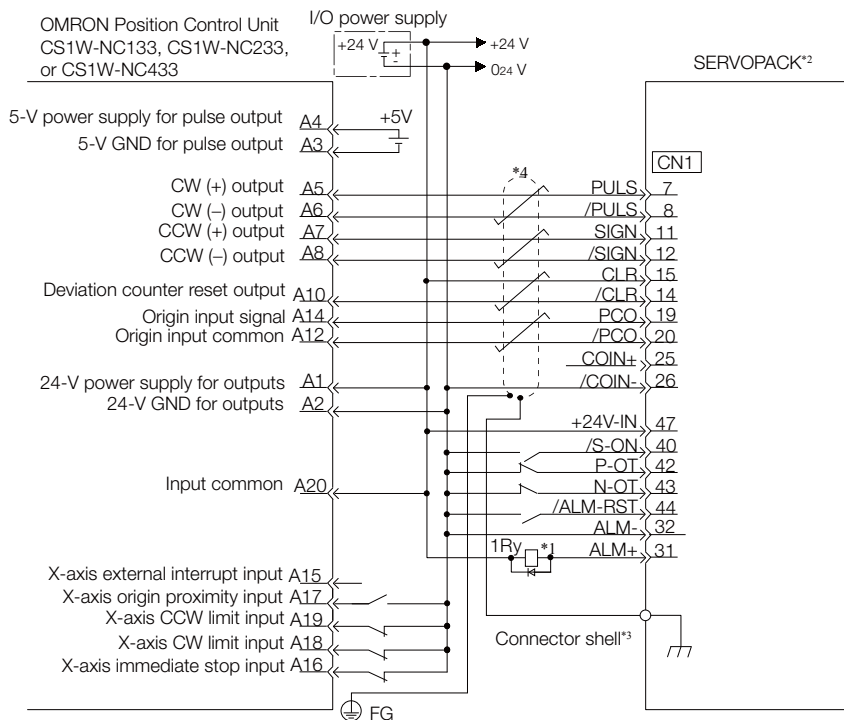 OMRON Position Control Unit
CS1W-NC133, CS1W-NC233,
or CS1W-NC433
I/O power supply
+24 V
+
-
+24 V
024 V
SERVOPACK*2
5-V power supply for pulse output A4 +5V
5-V GND for pulse output A3
CN1
*4
CW (+) output A5 PULS 7
CW (–) output A6 /PULS 8
CCW (+) output A7 SIGN 11
CCW (–) output A8 /SIGN 12
CLR 15
Deviation counter reset output A10 /CLR 14
Origin input signal A14 PCO 19
Origin input common A12 /PCO 20
COIN+ 25
24-V power supply for outputs A1 /COIN- 26
24-V GND for outputs A2
+24V-IN 47
/S-ON 40
P-OT 42
Input common A20 N-OT 43
/ALM-RST 44
ALM- 32
1Ry *1 ALM+ 31
X-axis external interrupt input A15
X-axis origin proximity input A17
X-axis CCW limit input A19
X-axis CW limit input A18
X-axis immediate stop input A16
Connector shell*3
FG